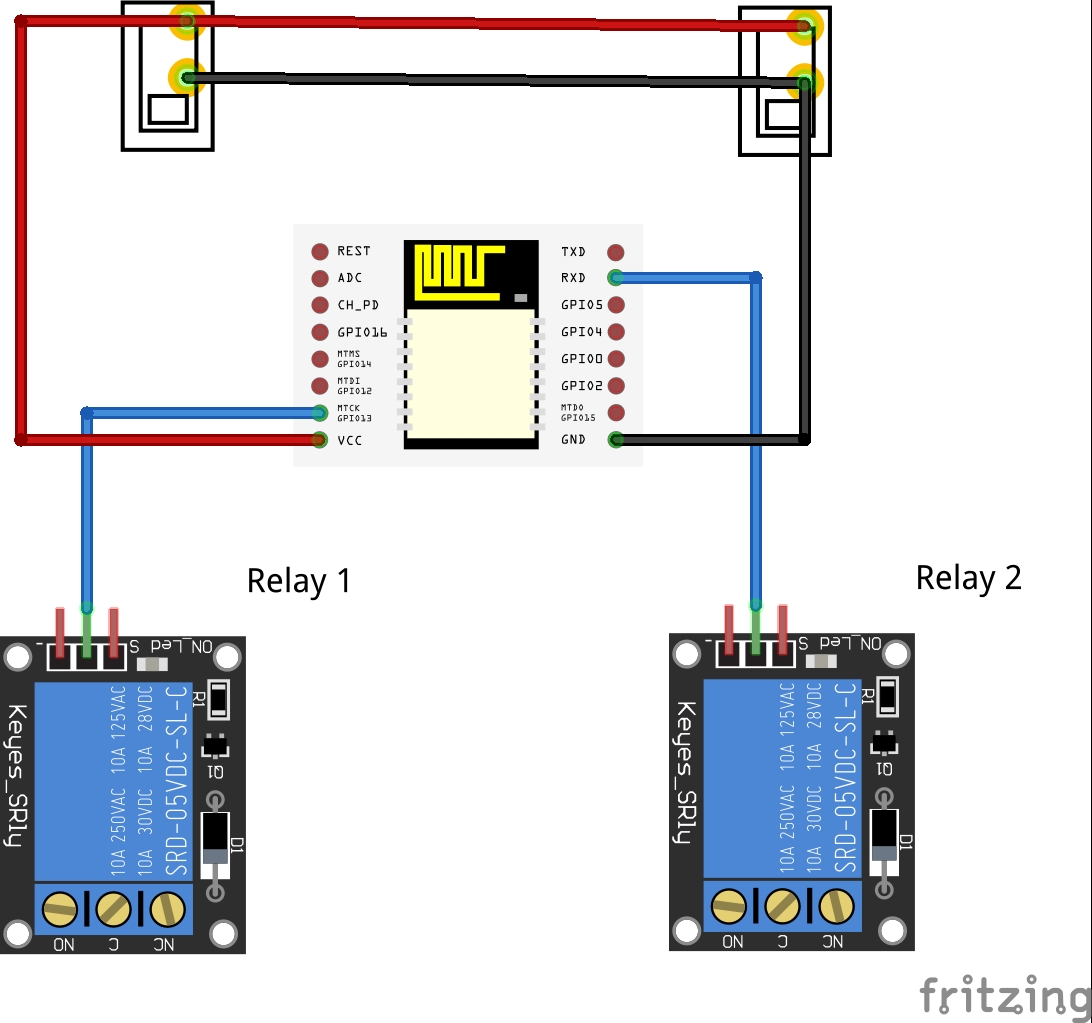 REST
ADC
CH_PD
GPIO16
MTMS
GPIO14
MTDI
GPIO12
MTCK
GPIO13
VCC
TXD
RXD
GPIO5
GPIO4
GPIO0
GPIO2
MTDO
GPIO15
GND
Relay 1
Relay 2
- S ON_Led
Keyes_SRly
10A 250VAC 10A 125VAC
10A 30VDC 10A 28VDC
SRD-05VDC-SL-C
R1
Q1
D1
NO C NC
- S ON_Led
Keyes_SRly
10A 250VAC 10A 125VAC
10A 30VDC 10A 28VDC
SRD-05VDC-SL-C
R1
Q1
D1
NO C NC
fritzing